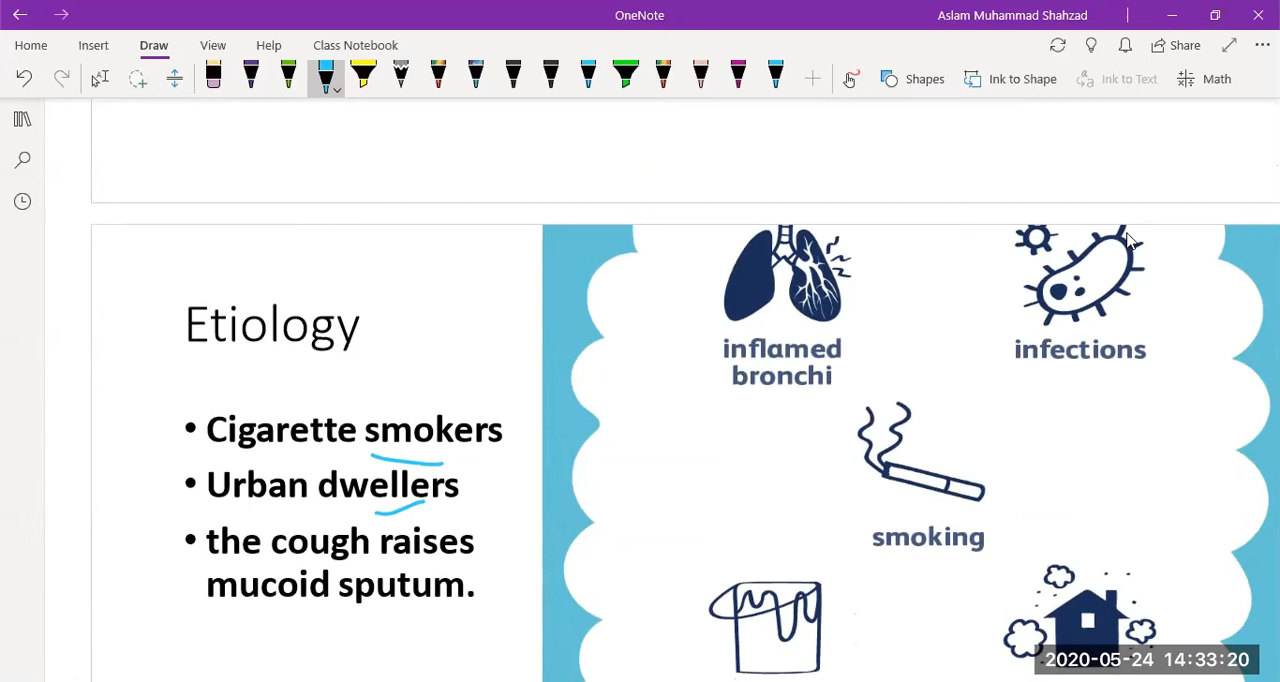 OneNote
Aslam Muhammad Shahzad
Home Insert Draw View Help Class Notebook
Share
Shapes
Ink to Shape
Ink to Text
Math
Etiology
• Cigarette smokers
• Urban dwellers
• the cough raises
mucoid sputum.
inflamed
bronchi
infections
smoking
2020-05-24 14:33:20